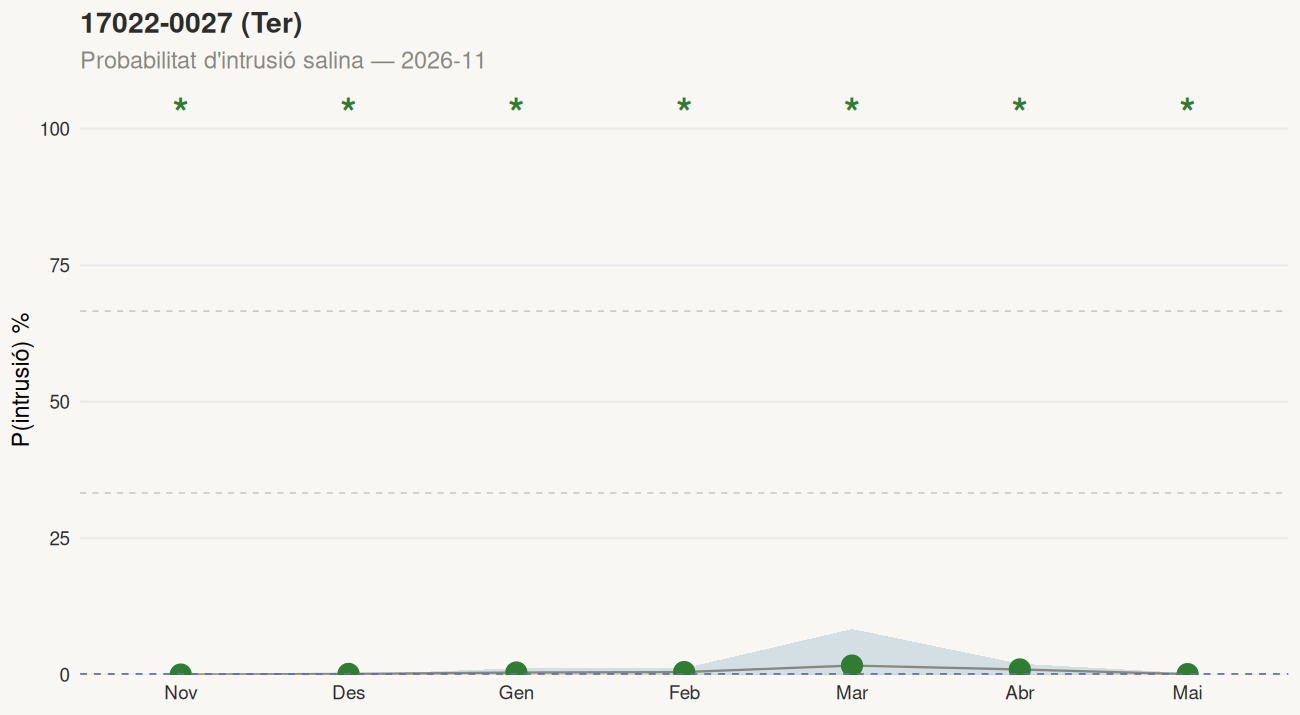 17022-0027 (Ter)
Probabilitat d'intrusió salina — 2026-11
* * * * * * *
100
75
50
25
0
P(intrusió) %
Nov Des Gen Feb Mar Abr Mai